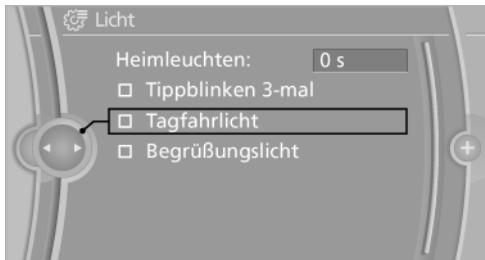 Licht
Heimleuchten: 0 s
Tippblinken 3-mal
Tagfahrlicht
Begrüßungslicht